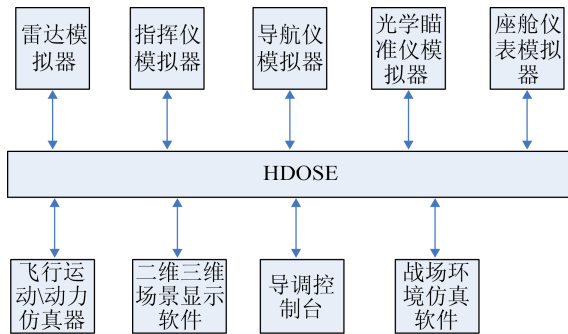 雷达模
拟器
指挥仪
模拟器
导航仪
模拟器
光学瞄
准仪模
拟器
座舱仪
表模拟
器
HDOSE
飞行运
动\动力
仿真器
二维三维
场景显示
软件
导调控
制台
战场环
境仿真
软件